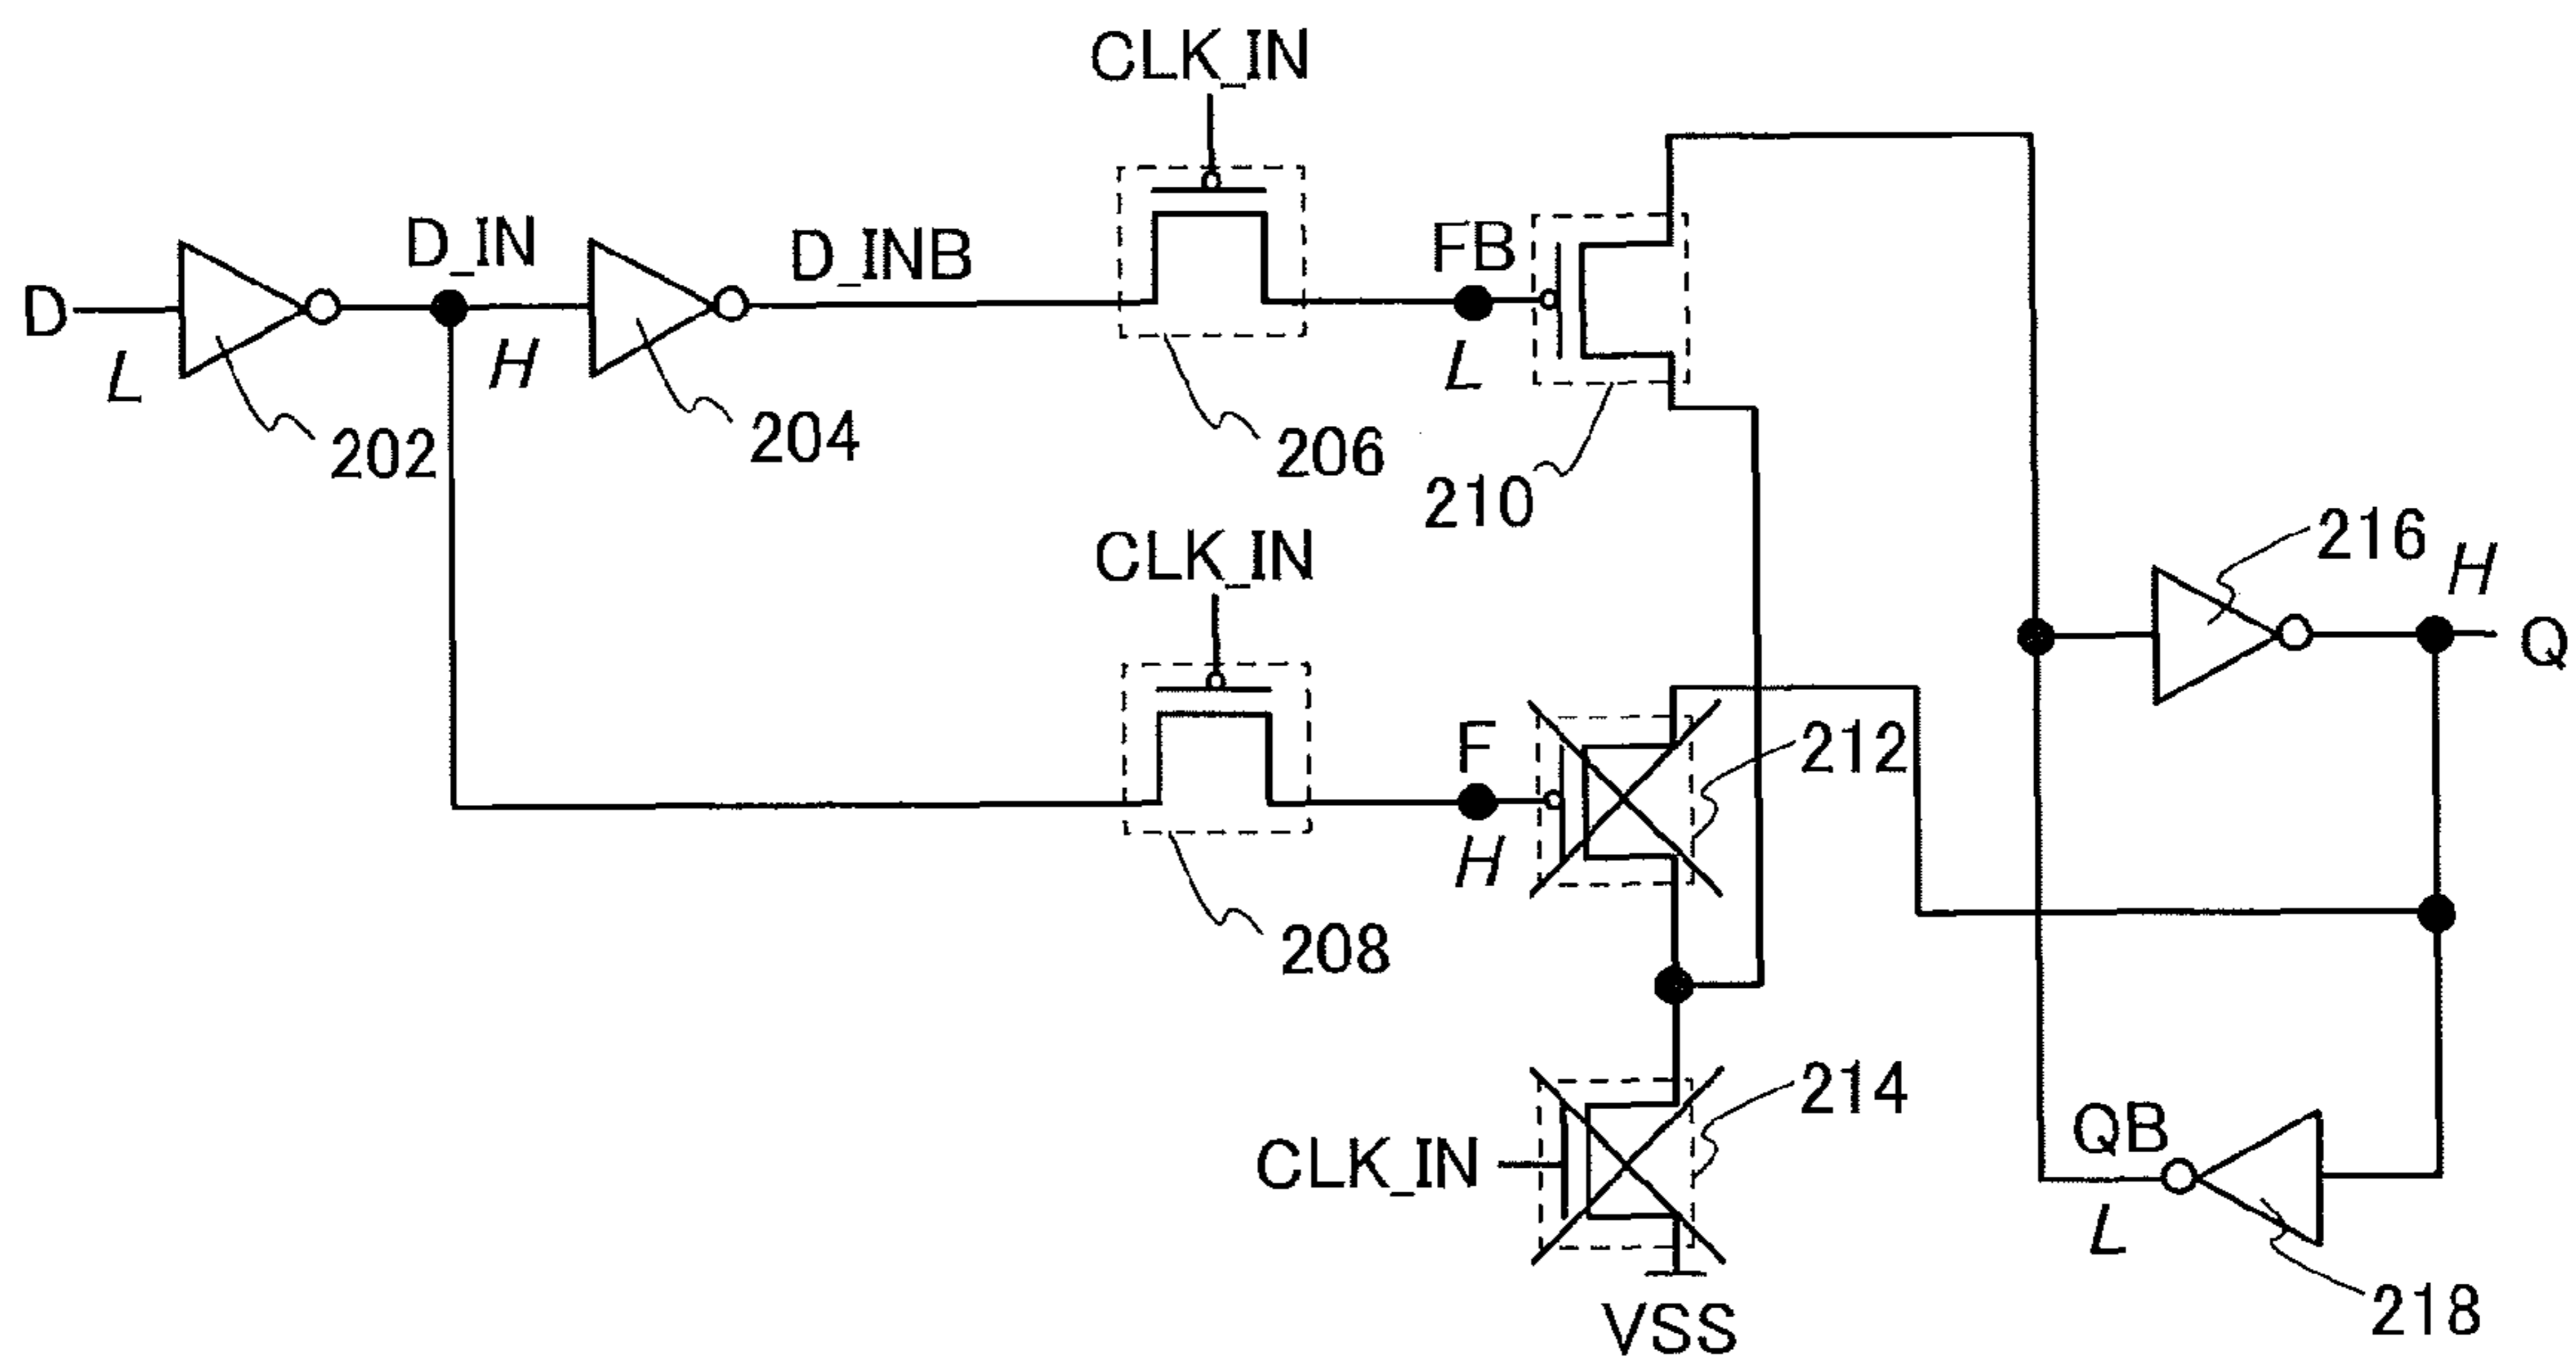 CLK_IN
D_IN
D_INB
FB
D
L
H
L
202
204
206
210
CLK_IN
216
H
Q
F
212
H
208
214
CLK_IN
QB
L
218
VSS